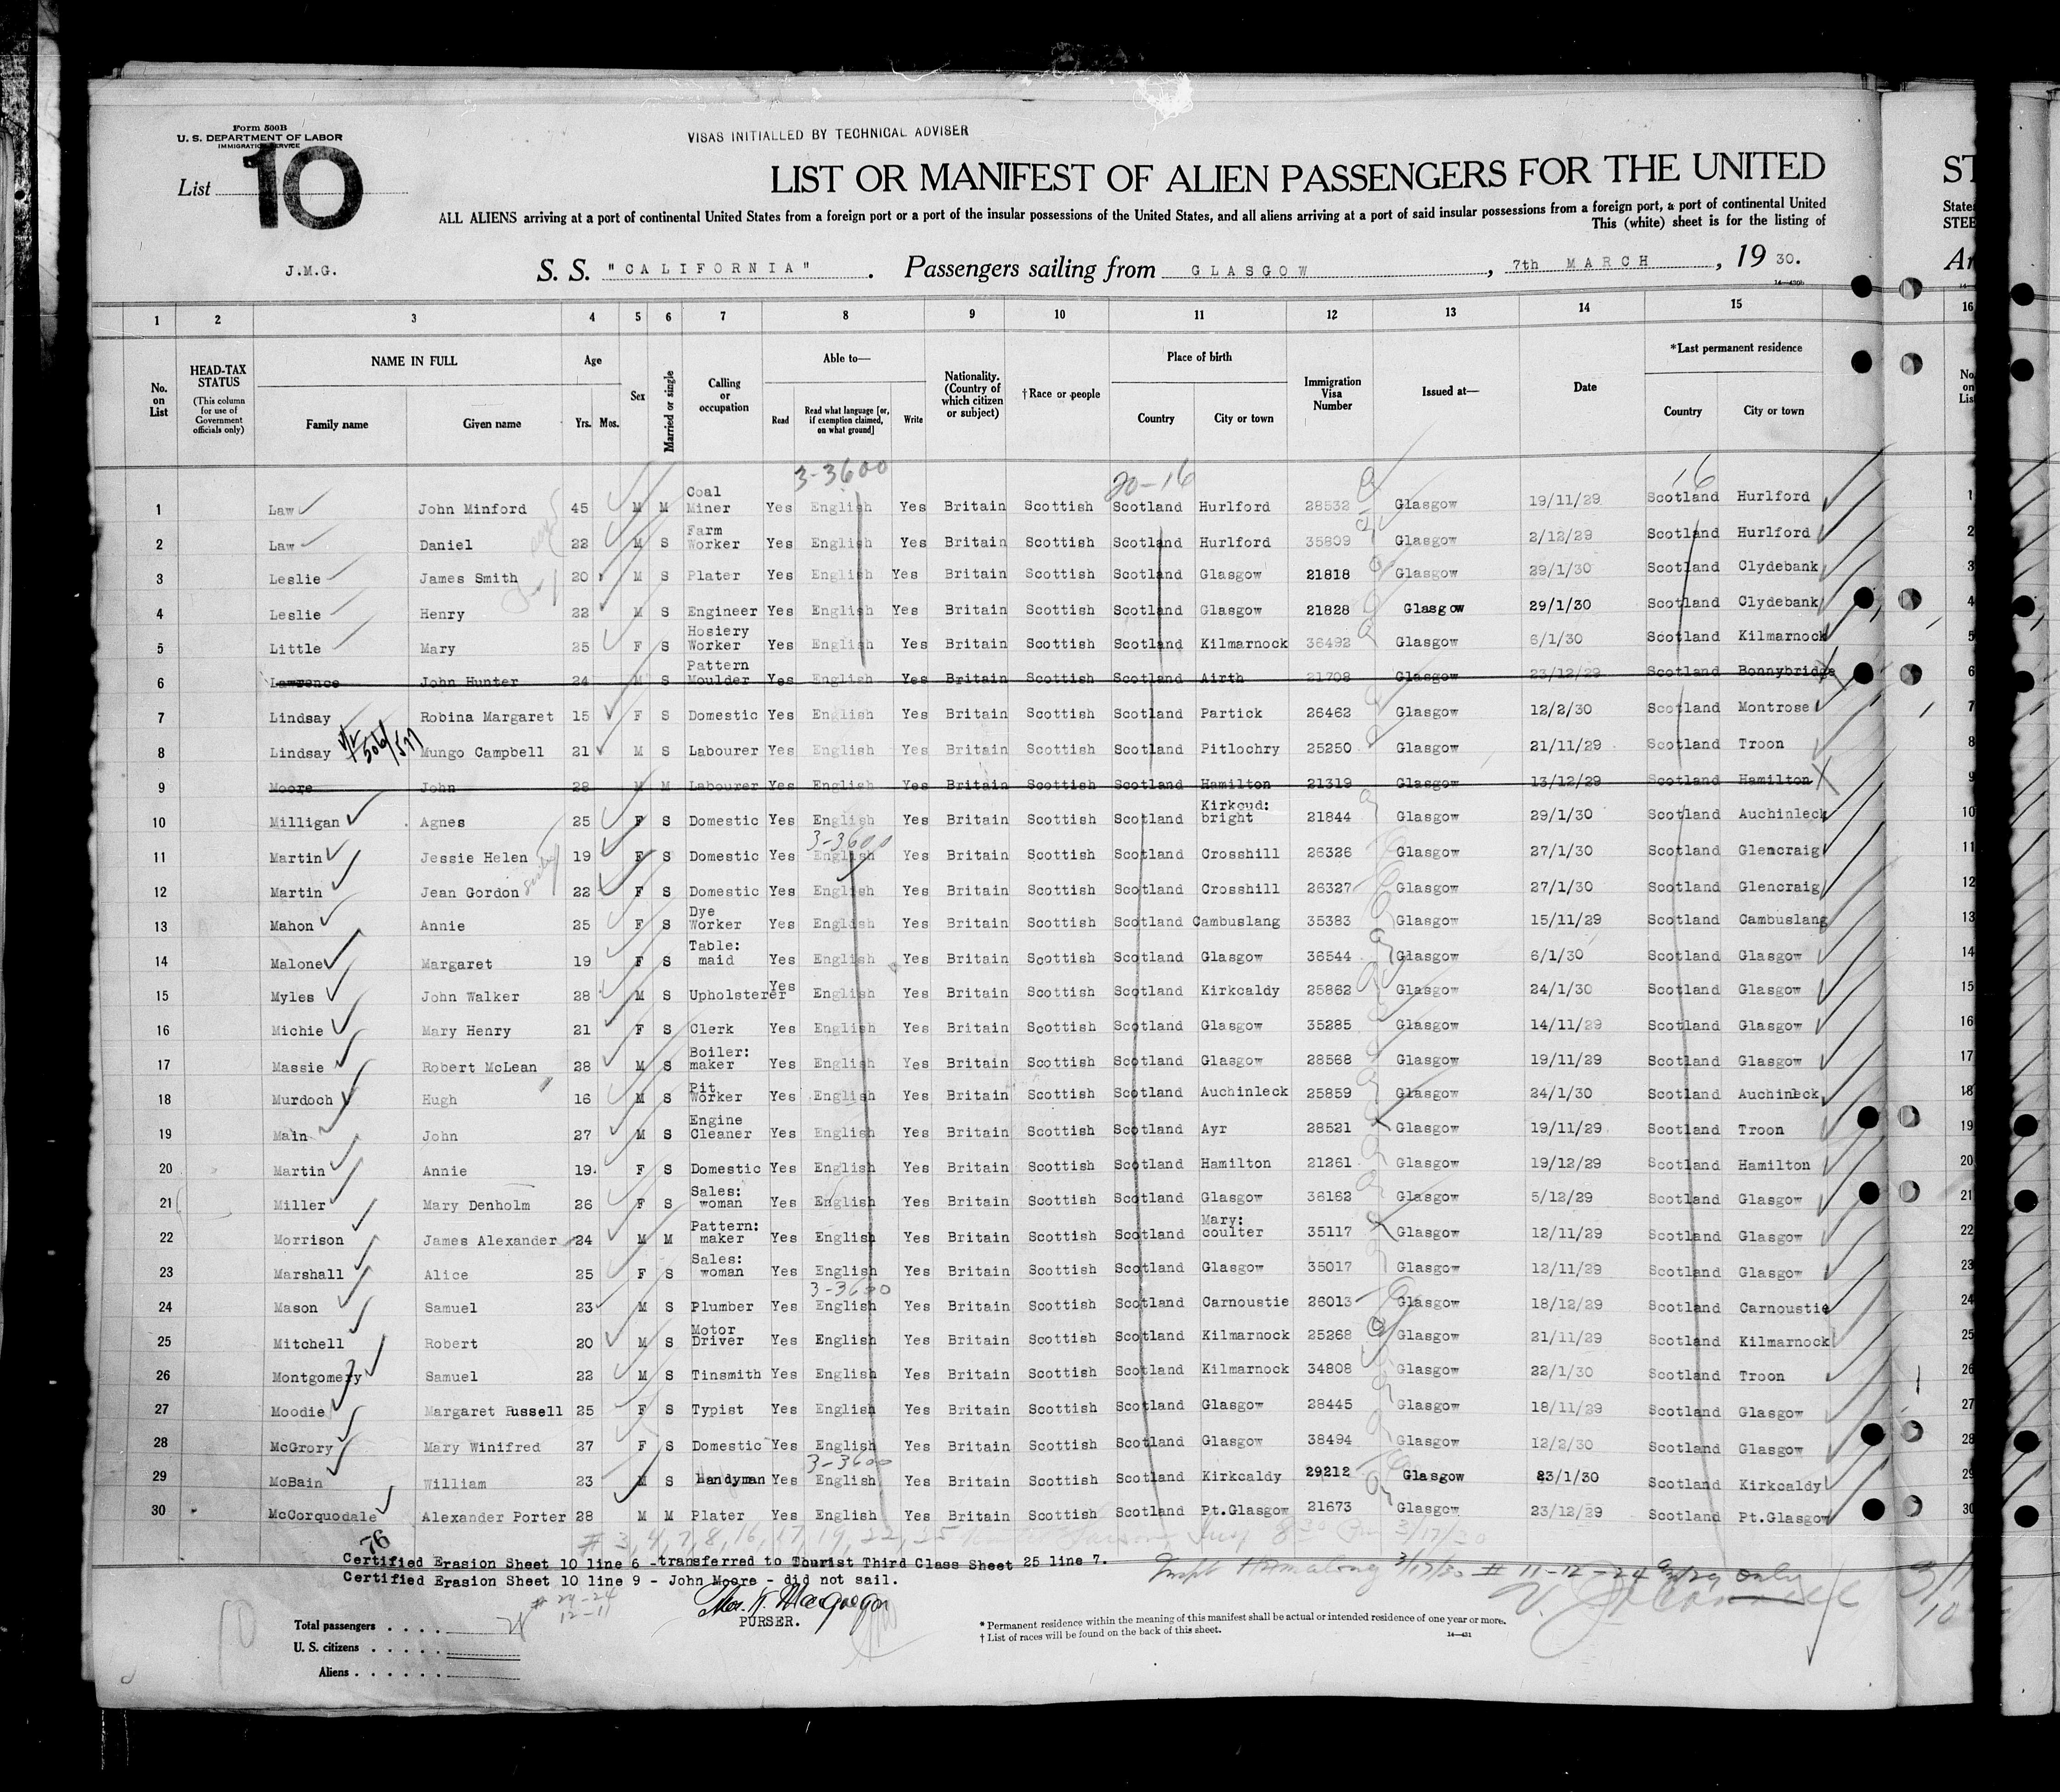 Form 500B
U. S. DEPARTMENT OF LABOR
IMMIGRATION SERVICE
VISAS INITIALLED BY TECHNICAL ADVISER
List 10
LIST OR MANIFEST OF ALIEN PASSENGERS FOR THE UNITED
ALL ALIENS arriving at a port of continental United States from a foreign port or a port of the insular possessions of the United States, and all aliens arriving at a port of said insular possessions from a foreign port, a port of continental United
This (white) sheet is for the listing of
J.M.G.
S. S. "CALIFORNIA". Passengers sailing from GLASGOW, 7th MARCH, 1930.
1 2 3 4 5 6 7 8 9 10 11 12 13 14 15 16
No. on List
HEAD-TAX STATUS (This column for use of Government officials only)
NAME IN FULL Family name Given name
Age Yrs. Mos.
Sex
Married or single
Calling or occupation
Able to— Read Read what language [or, if exemption claimed, on what ground] Write
Nationality. (Country of which citizen or subject)
† Race or people
Place of birth Country City or town
Immigration Visa Number
Issued at—
Date
*Last permanent residence Country City or town
3-3600 20-16 16
1 Law John Minford 45 M M Coal Miner Yes English Yes Britain Scottish Scotland Hurlford 28532 Glasgow 19/11/29 Scotland Hurlford
2 Law Daniel 22 M S Farm Worker Yes English Yes Britain Scottish Scotland Hurlford 35809 Glasgow 2/12/29 Scotland Hurlford
3 Leslie James Smith 20 M S Plater Yes English Yes Britain Scottish Scotland Glasgow 21818 Glasgow 29/1/30 Scotland Clydebank
4 Leslie Henry 22 M S Engineer Yes English Yes Britain Scottish Scotland Glasgow 21828 Glasgow 29/1/30 Scotland Clydebank
5 Little Mary 25 F S Hosiery Worker Yes English Yes Britain Scottish Scotland Kilmarnock 36492 Glasgow 6/1/30 Scotland Kilmarnock
6 Lawrence John Hunter 24 M S Pattern Moulder Yes English Yes Britain Scottish Scotland Airth 21708 Glasgow 23/12/29 Scotland Bonnybridge
7 Lindsay Robina Margaret 15 F S Domestic Yes English Yes Britain Scottish Scotland Partick 26462 Glasgow 12/2/30 Scotland Montrose
8 Lindsay Mungo Campbell 21 M S Labourer Yes English Yes Britain Scottish Scotland Pitlochry 25250 Glasgow 21/11/29 Scotland Troon
9 Moore John 28 M M Labourer Yes English Yes Britain Scottish Scotland Hamilton 21319 Glasgow 13/12/29 Scotland Hamilton
10 Milligan Agnes 25 F S Domestic Yes English Yes Britain Scottish Scotland Kirkcud: bright 21844 Glasgow 29/1/30 Scotland Auchinleck
3-3600
11 Martin Jessie Helen 19 F S Domestic Yes English Yes Britain Scottish Scotland Crosshill 26326 Glasgow 27/1/30 Scotland Glencraig
12 Martin Jean Gordon 22 F S Domestic Yes English Yes Britain Scottish Scotland Crosshill 26327 Glasgow 27/1/30 Scotland Glencraig
13 Mahon Annie 25 F S Dye Worker Yes English Yes Britain Scottish Scotland Cambuslang 35383 Glasgow 15/11/29 Scotland Cambuslang
14 Malone Margaret 19 F S Table: maid Yes English Yes Britain Scottish Scotland Glasgow 36544 Glasgow 6/1/30 Scotland Glasgow
15 Myles John Walker 28 M S Upholsterer Yes English Yes Britain Scottish Scotland Kirkcaldy 25862 Glasgow 24/1/30 Scotland Glasgow
16 Michie Mary Henry 21 F S Clerk Yes English Yes Britain Scottish Scotland Glasgow 35285 Glasgow 14/11/29 Scotland Glasgow
17 Massie Robert McLean 28 M S Boiler: maker Yes English Yes Britain Scottish Scotland Glasgow 28568 Glasgow 19/11/29 Scotland Glasgow
18 Murdoch Hugh 16 M S Pit Worker Yes English Yes Britain Scottish Scotland Auchinleck 25859 Glasgow 24/1/30 Scotland Auchinleck
19 Main John 27 M S Engine Cleaner Yes English Yes Britain Scottish Scotland Ayr 28521 Glasgow 19/11/29 Scotland Troon
20 Martin Annie 19 F S Domestic Yes English Yes Britain Scottish Scotland Hamilton 21261 Glasgow 19/12/29 Scotland Hamilton
21 Miller Mary Denholm 26 F S Sales: woman Yes English Yes Britain Scottish Scotland Glasgow 36162 Glasgow 5/12/29 Scotland Glasgow
22 Morrison James Alexander 24 M M Pattern: maker Yes English Yes Britain Scottish Scotland Mary: coulter 35117 Glasgow 12/11/29 Scotland Glasgow
23 Marshall Alice 25 F S Sales: woman Yes English Yes Britain Scottish Scotland Glasgow 35017 Glasgow 12/11/29 Scotland Glasgow
3-3600
24 Mason Samuel 23 M S Plumber Yes English Yes Britain Scottish Scotland Carnoustie 26013 Glasgow 18/12/29 Scotland Carnoustie
25 Mitchell Robert 20 M S Motor Driver Yes English Yes Britain Scottish Scotland Kilmarnock 25268 Glasgow 21/11/29 Scotland Kilmarnock
26 Montgomery Samuel 22 M S Tinsmith Yes English Yes Britain Scottish Scotland Kilmarnock 34808 Glasgow 22/1/30 Scotland Troon
27 Moodie Margaret Russell 25 F S Typist Yes English Yes Britain Scottish Scotland Glasgow 28445 Glasgow 18/11/29 Scotland Glasgow
28 McGrory Mary Winifred 27 F S Domestic Yes English Yes Britain Scottish Scotland Glasgow 38494 Glasgow 12/2/30 Scotland Glasgow
3-3600
29 McBain William 23 M S Handyman Yes English Yes Britain Scottish Scotland Kirkcaldy 29212 Glasgow 23/1/30 Scotland Kirkcaldy
30 McCorquodale Alexander Porter 28 M M Plater Yes English Yes Britain Scottish Scotland Pt.Glasgow 21673 Glasgow 23/12/29 Scotland Pt.Glasgow
76
Certified Erasion Sheet 10 line 6 - transferred to Tourist Third Class Sheet 25 line 7.
Certified Erasion Sheet 10 line 9 - John Moore - did not sail.
PURSER.
Total passengers
U. S. citizens
Aliens
* Permanent residence within the meaning of this manifest shall be actual or intended residence of one year or more.
† List of races will be found on the back of this sheet.
14—431